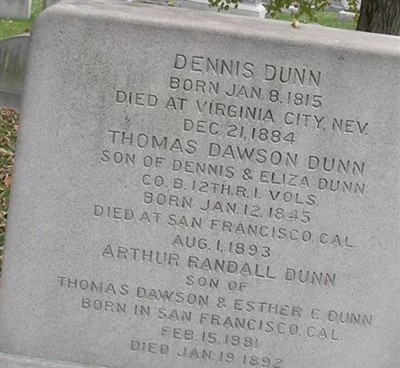 DENNIS DUNN
BORN JAN. 8, 1815
DIED AT VIRGINIA CITY, NEV.
DEC. 21, 1884
THOMAS DAWSON DUNN
SON OF DENNIS & ELIZA DUNN
CO. B. 12TH. R. I. VOLS.
BORN JAN. 12, 1845
DIED AT SAN FRANCISCO, CAL.
AUG. 1, 1893
ARTHUR RANDALL DUNN
SON OF
THOMAS DAWSON & ESTHER C. DUNN
BORN IN SAN FRANCISCO, CAL.
FEB. 15, 1881
DIED JAN. 19, 1892